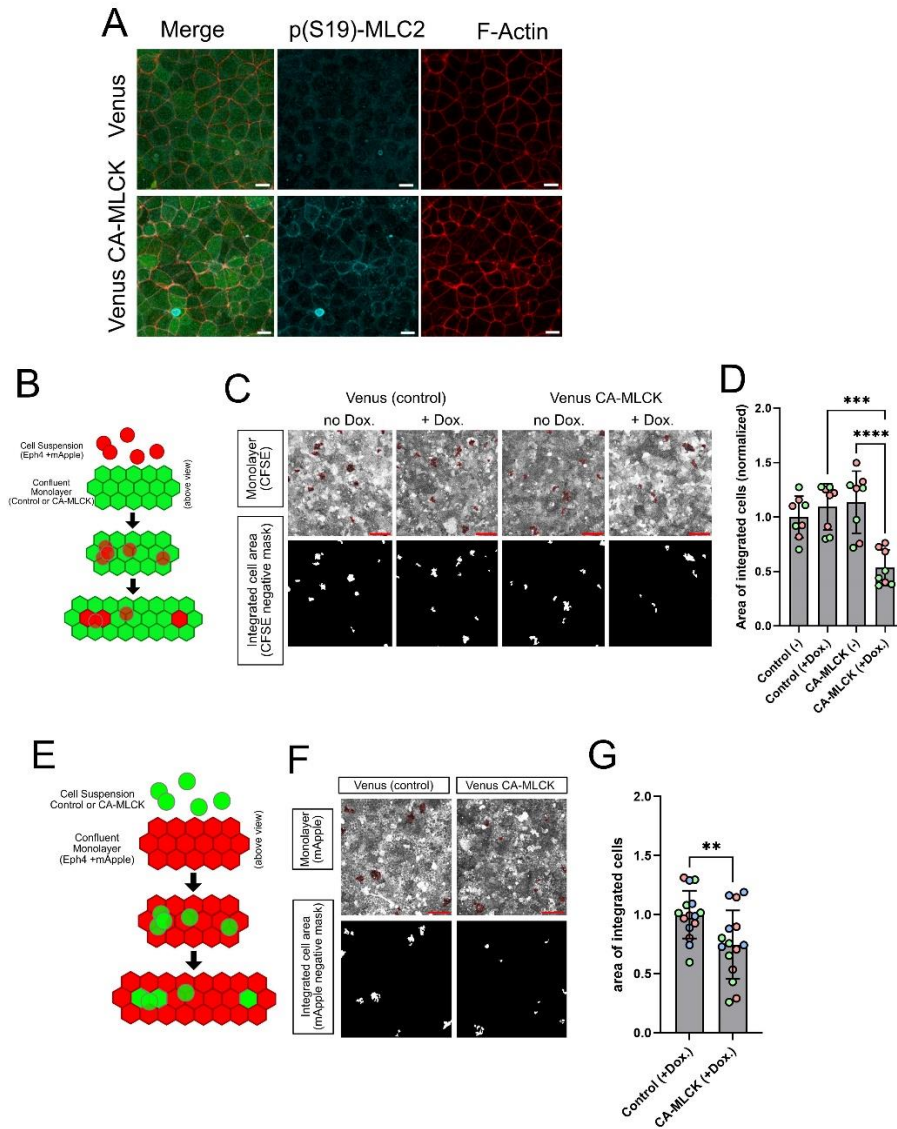 A
Merge
p(S19)-MLC2
F-Actin
Venus
Venus CA-MLCK
B
Cell Suspension
(Eph4 +mApple)
Confluent
Monolayer
(Control or CA-MLCK)
(above view)
C
Venus (control)
Venus CA-MLCK
no Dox.
+ Dox.
no Dox.
+ Dox.
Monolayer
(CFSE)
Integrated cell area
(CFSE negative mask)
D
Area of integrated cells (normalized)
2.0
1.5
1.0
0.5
0.0
***
****
Control (-)
Control (+Dox.)
CA-MLCK (-)
CA-MLCK (+Dox.)
E
Cell Suspension
Control or CA-MLCK
Confluent
Monolayer
(Eph4 +mApple)
(above view)
F
Venus (control)
Venus CA-MLCK
Monolayer
(mApple)
Integrated cell area
(mApple negative mask)
G
area of integrated cells
2.0
1.5
1.0
0.5
0.0
**
Control (+Dox.)
CA-MLCK (+Dox.)